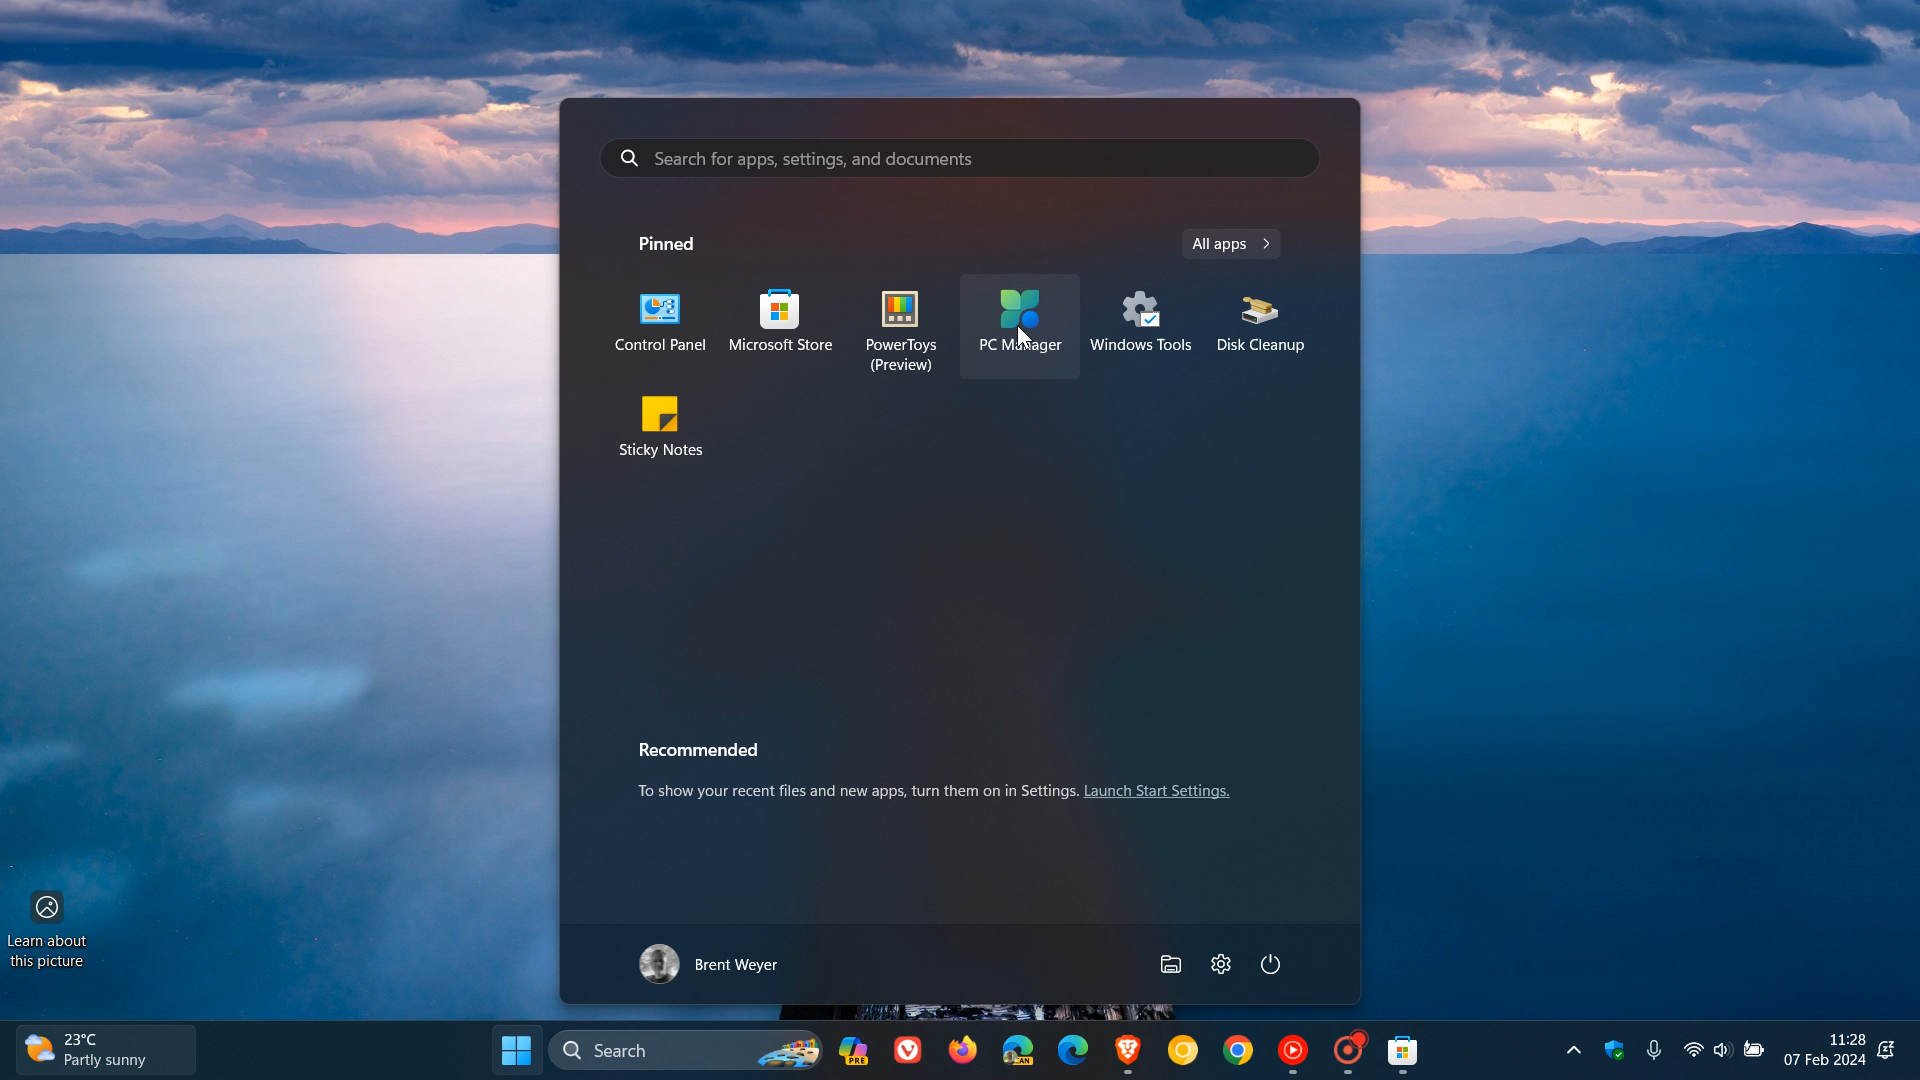 Search for apps, settings, and documents
Pinned
All apps
Control Panel
Microsoft Store
PowerToys
(Preview)
PC Manager
Windows Tools
Disk Cleanup
Sticky Notes
Recommended
To show your recent files and new apps, turn them on in Settings. Launch Start Settings.
Learn about
this picture
Brent Weyer
23°C
Partly sunny
Search
PRE
CAN
11:28
07 Feb 2024